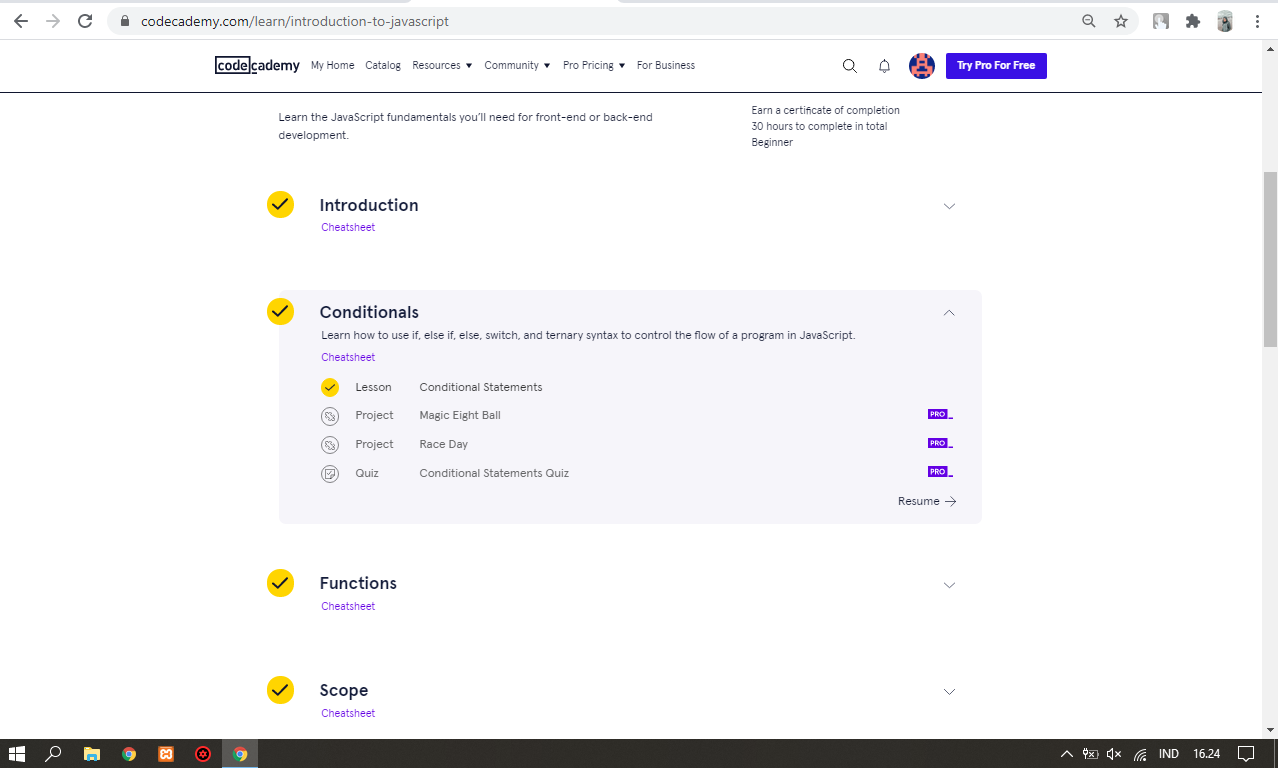 codecademy.com/learn/introduction-to-javascript
codecademy My Home Catalog Resources Community Pro Pricing For Business Try Pro For Free
Learn the JavaScript fundamentals you'll need for front-end or back-end
development.
Earn a certificate of completion
30 hours to complete in total
Beginner
Introduction
Cheatsheet
Conditionals
Learn how to use if, else if, else, switch, and ternary syntax to control the flow of a program in JavaScript.
Cheatsheet
Lesson Conditional Statements
Project Magic Eight Ball PRO
Project Race Day PRO
Quiz Conditional Statements Quiz PRO
Resume
Functions
Cheatsheet
Scope
Cheatsheet
IND 16.24